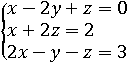 x − 2y + z = 0
x + 2z = 2
2x − y − z = 3